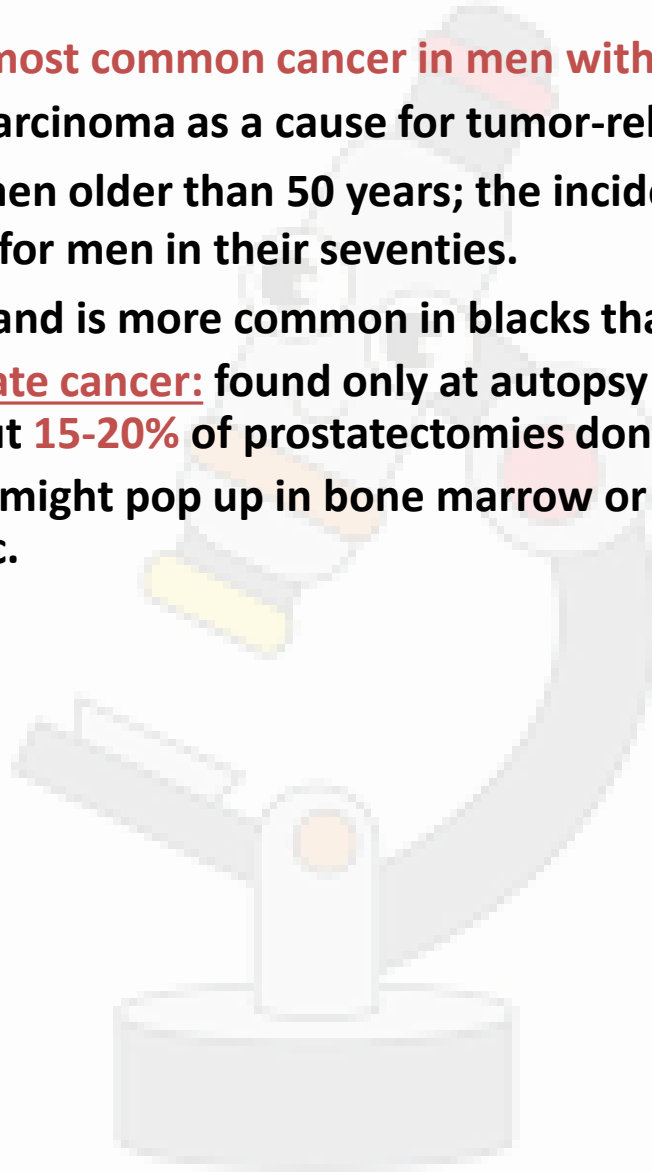 most common cancer in men with
arcinoma as a cause for tumor-rel
nen older than 50 years; the incid
for men in their seventies.
and is more common in blacks tha
ate cancer: found only at autopsy
ut 15-20% of prostatectomies don
might pop up in bone marrow or
c.